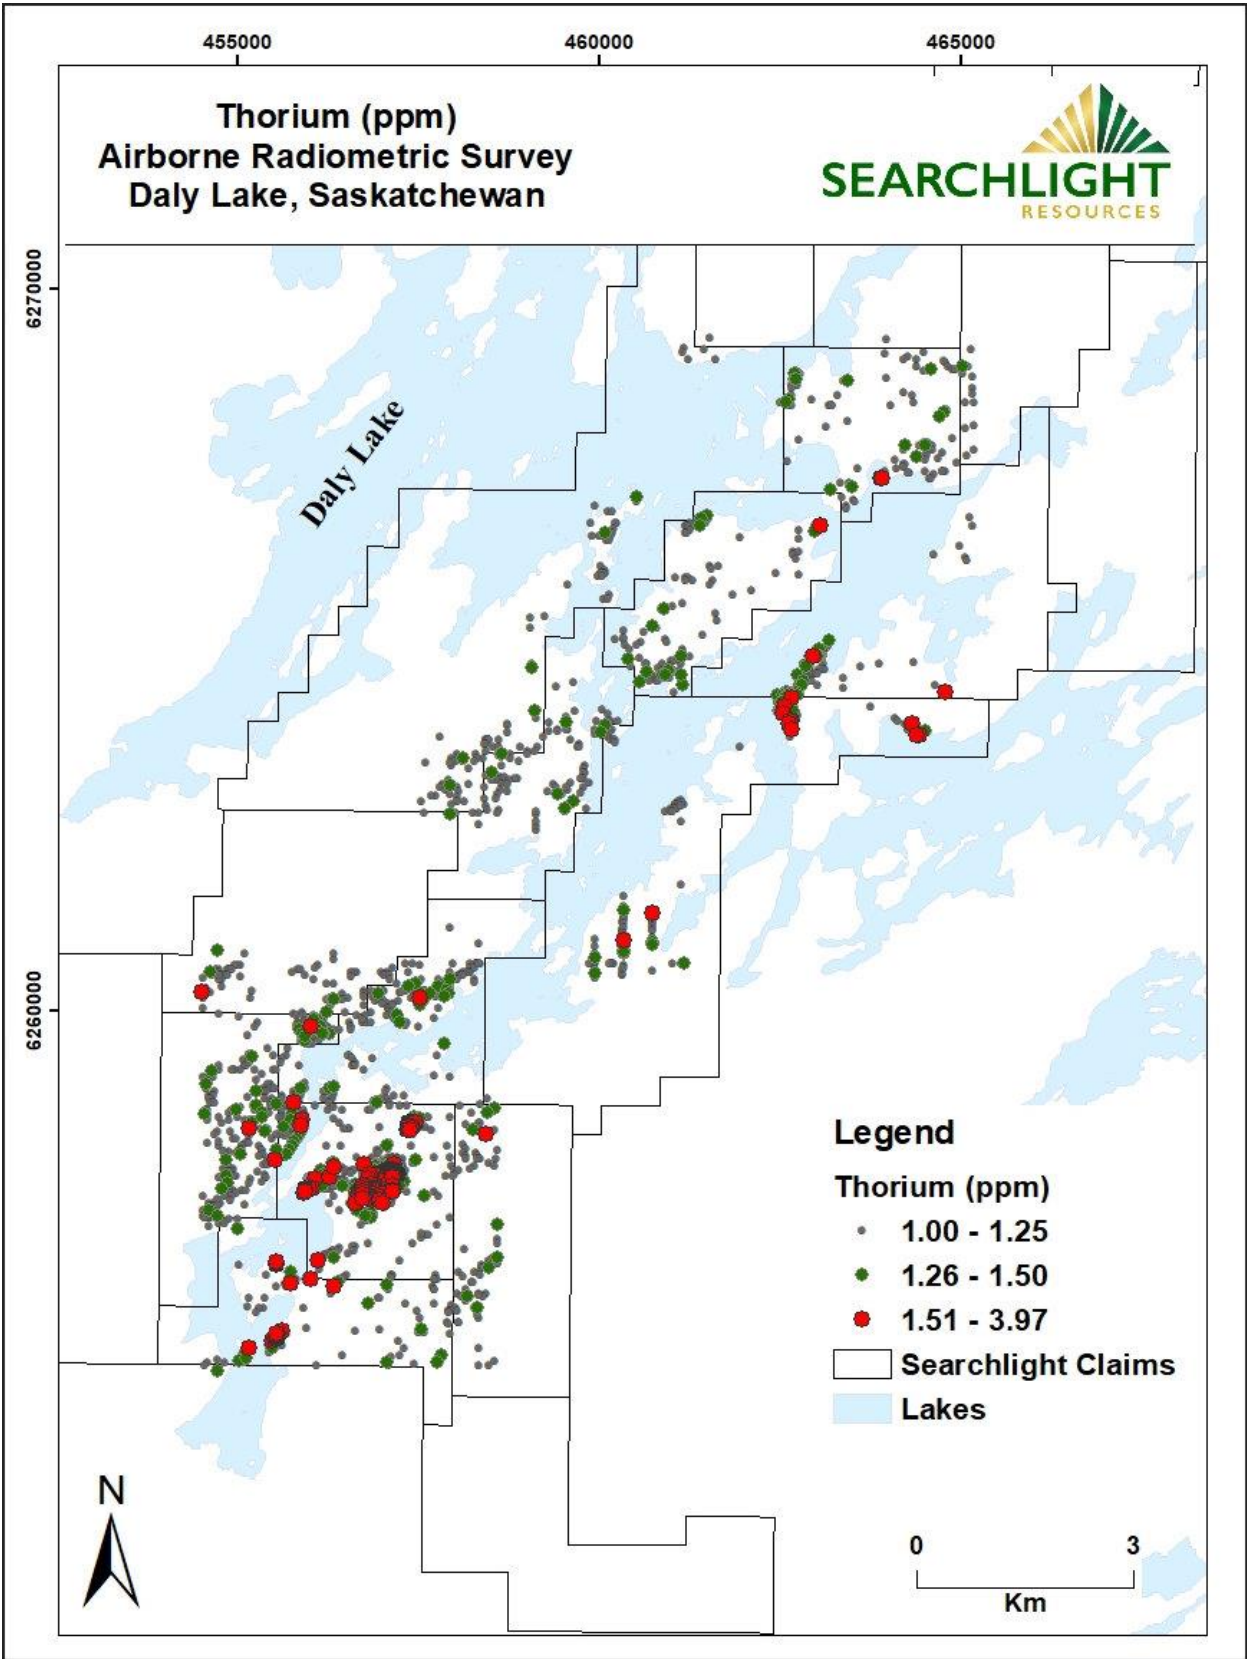 455000
460000
465000
Thorium (ppm)
Airborne Radiometric Survey
Daly Lake, Saskatchewan
SEARCHLIGHT
RESOURCES
6270000
Daly Lake
6260000
Legend
Thorium (ppm)
1.00 - 1.25
1.26 - 1.50
1.51 - 3.97
Searchlight Claims
Lakes
N
0 3
Km